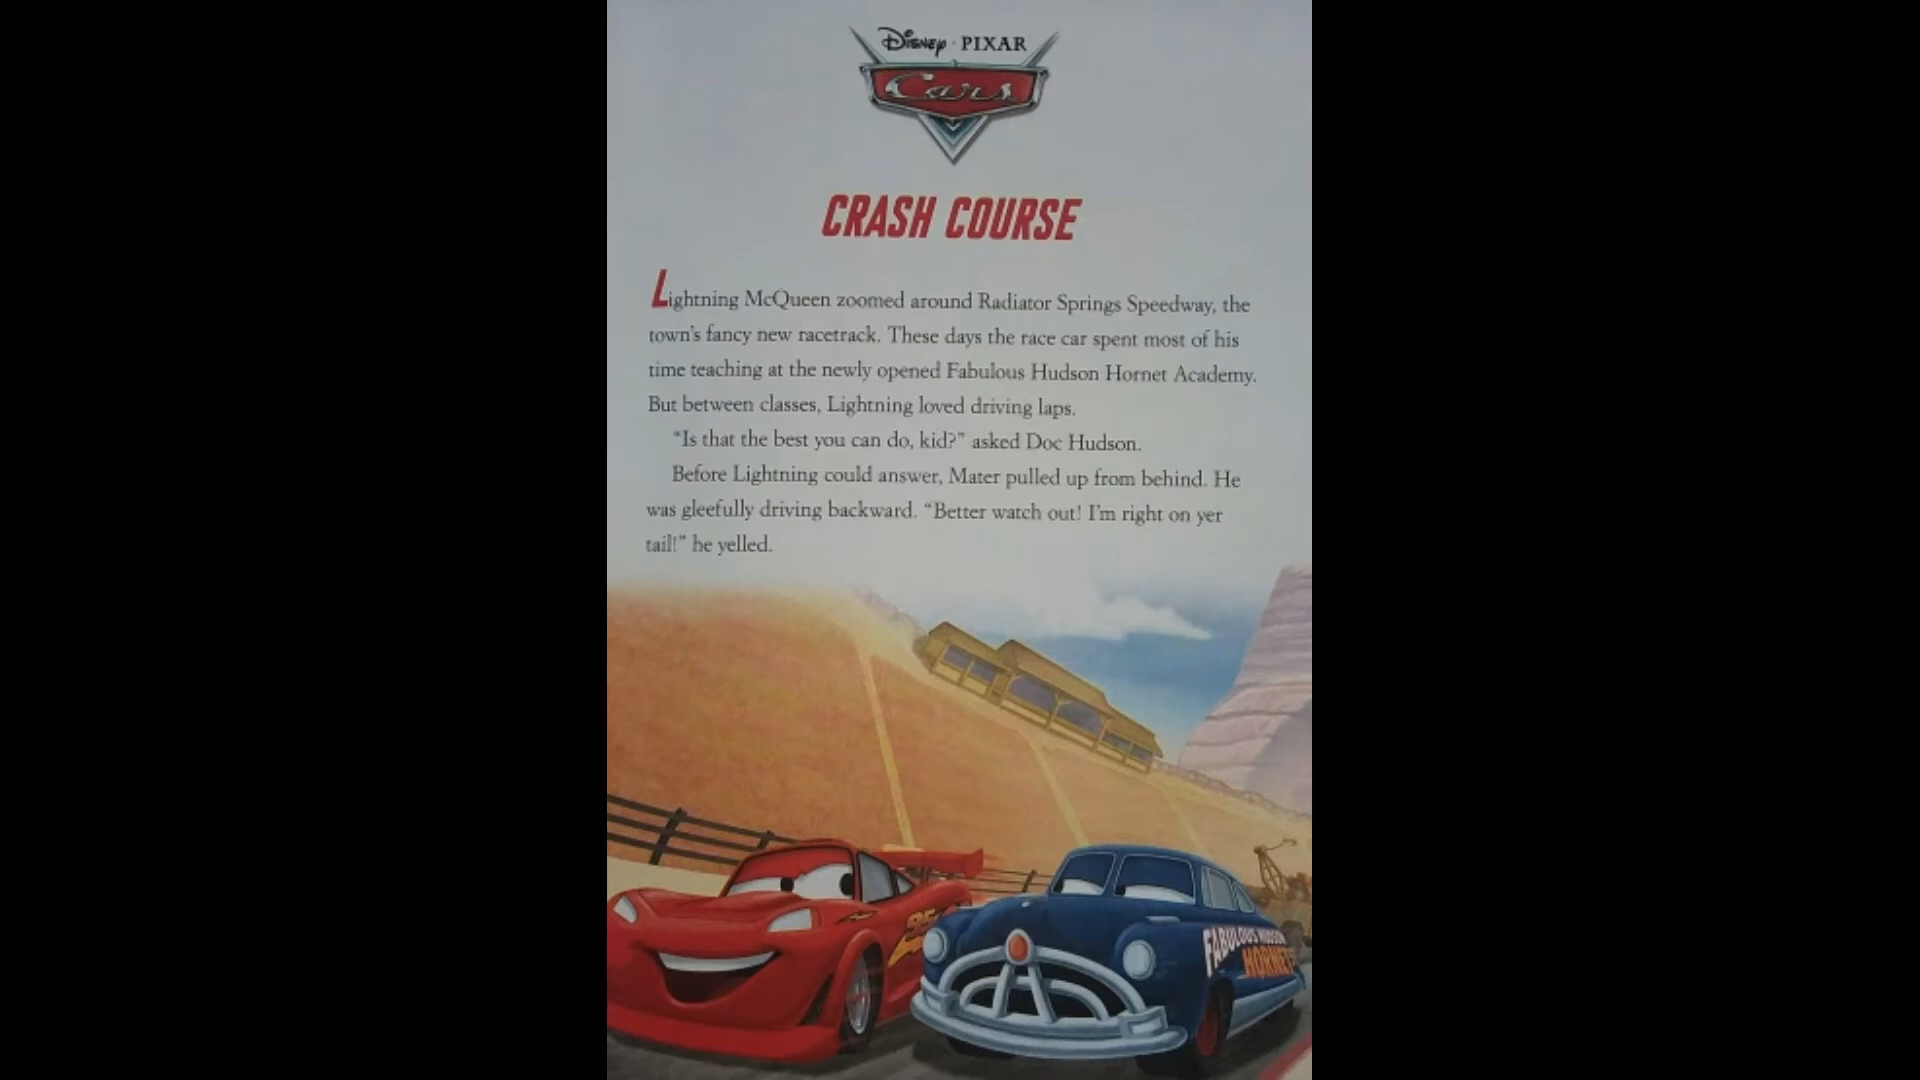 Disney · PIXAR
Cars
CRASH COURSE
Lightning McQueen zoomed around Radiator Springs Speedway, the
town's fancy new racetrack. These days the race car spent most of his
time teaching at the newly opened Fabulous Hudson Hornet Academy.
But between classes, Lightning loved driving laps.
“Is that the best you can do, kid?” asked Doc Hudson.
Before Lightning could answer, Mater pulled up from behind. He
was gleefully driving backward. “Better watch out! I'm right on yer
tail!” he yelled.
95
FABULOUS HUDSON
HORNET